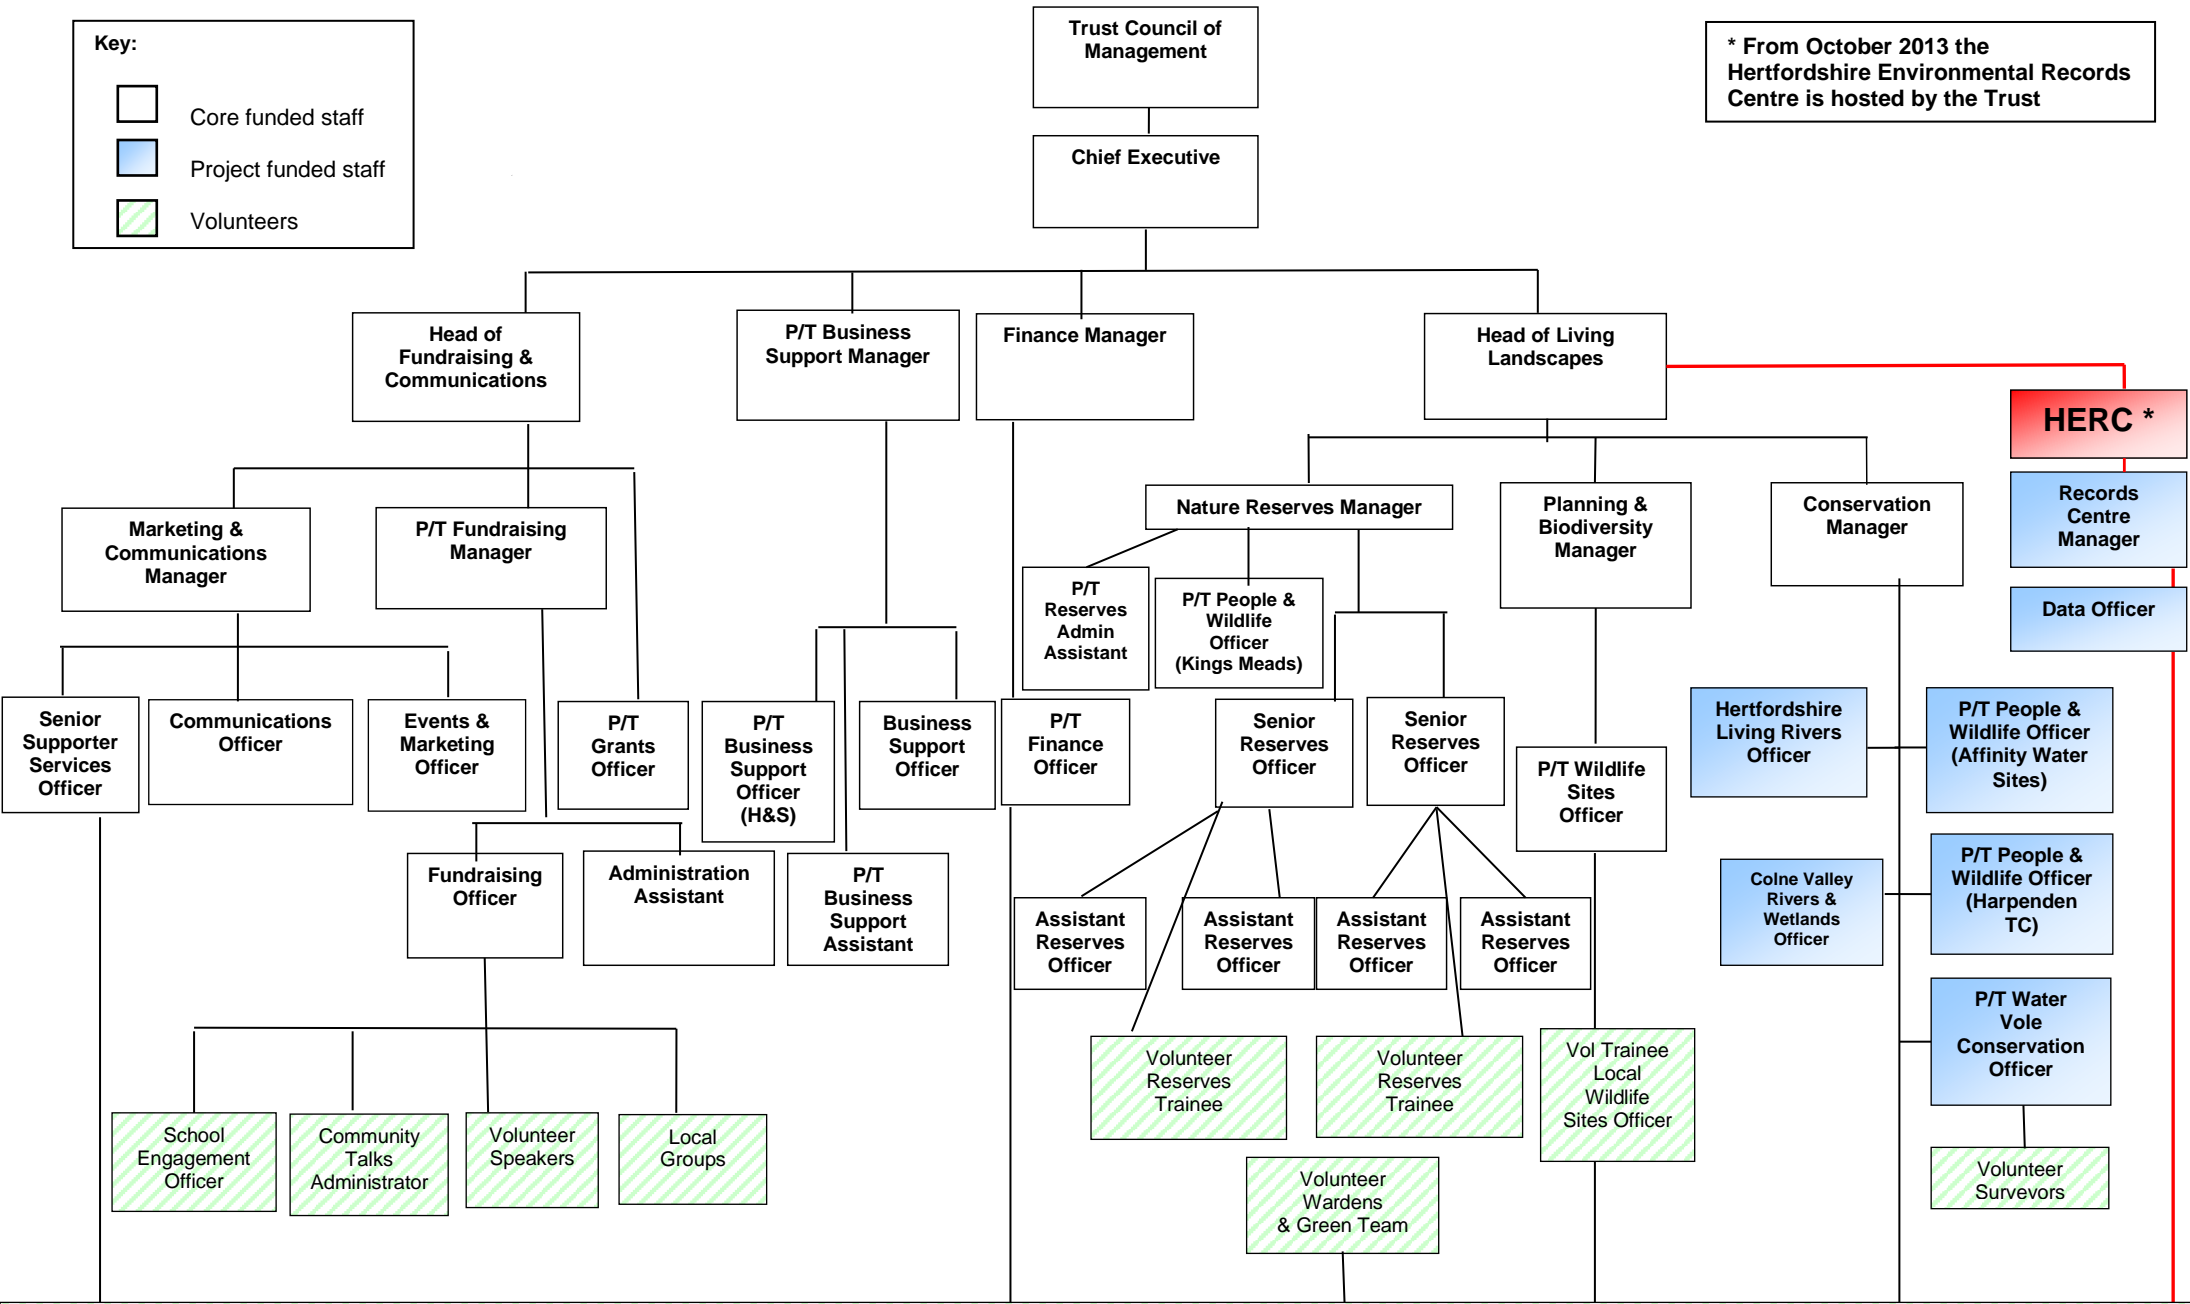 Key:
Core funded staff
Project funded staff
Volunteers
Trust Council of
Management
* From October 2013 the
Hertfordshire Environmental Records
Centre is hosted by the Trust
Chief Executive
Head of
Fundraising &
Communications
P/T Business
Support Manager
Finance Manager
Head of Living
Landscapes
HERC *
Marketing &
Communications
Manager
P/T Fundraising
Manager
Nature Reserves Manager
Planning &
Biodiversity
Manager
Conservation
Manager
Records
Centre
Manager
P/T
Reserves
Admin
Assistant
P/T People &
Wildlife
Officer
(Kings Meads)
Data Officer
Senior
Supporter
Services
Officer
Communications
Officer
Events &
Marketing
Officer
P/T
Grants
Officer
P/T
Business
Support
Officer
(H&S)
Business
Support
Officer
P/T
Finance
Officer
Senior
Reserves
Officer
Senior
Reserves
Officer
P/T Wildlife
Sites
Officer
Hertfordshire
Living Rivers
Officer
P/T People &
Wildlife Officer
(Affinity Water
Sites)
Fundraising
Officer
Administration
Assistant
P/T
Business
Support
Assistant
Assistant
Reserves
Officer
Assistant
Reserves
Officer
Assistant
Reserves
Officer
Assistant
Reserves
Officer
Colne Valley
Rivers &
Wetlands
Officer
P/T People &
Wildlife Officer
(Harpenden
TC)
P/T Water
Vole
Conservation
Officer
Volunteer
Reserves
Trainee
Volunteer
Reserves
Trainee
Vol Trainee
Local
Wildlife
Sites Officer
School
Engagement
Officer
Community
Talks
Administrator
Volunteer
Speakers
Local
Groups
Volunteer
Wardens
& Green Team
Volunteer
Surveyors